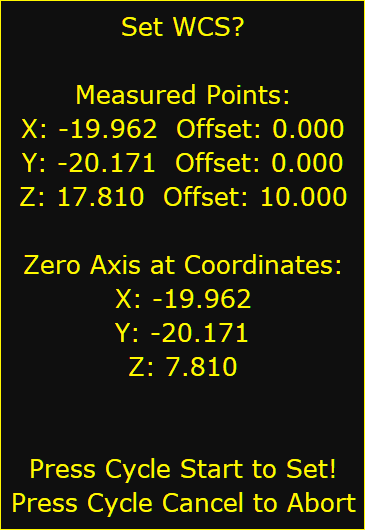 Set WCS?
Measured Points:
X: -19.962 Offset: 0.000
Y: -20.171 Offset: 0.000
Z: 17.810 Offset: 10.000
Zero Axis at Coordinates:
X: -19.962
Y: -20.171
Z: 7.810
Press Cycle Start to Set!
Press Cycle Cancel to Abort